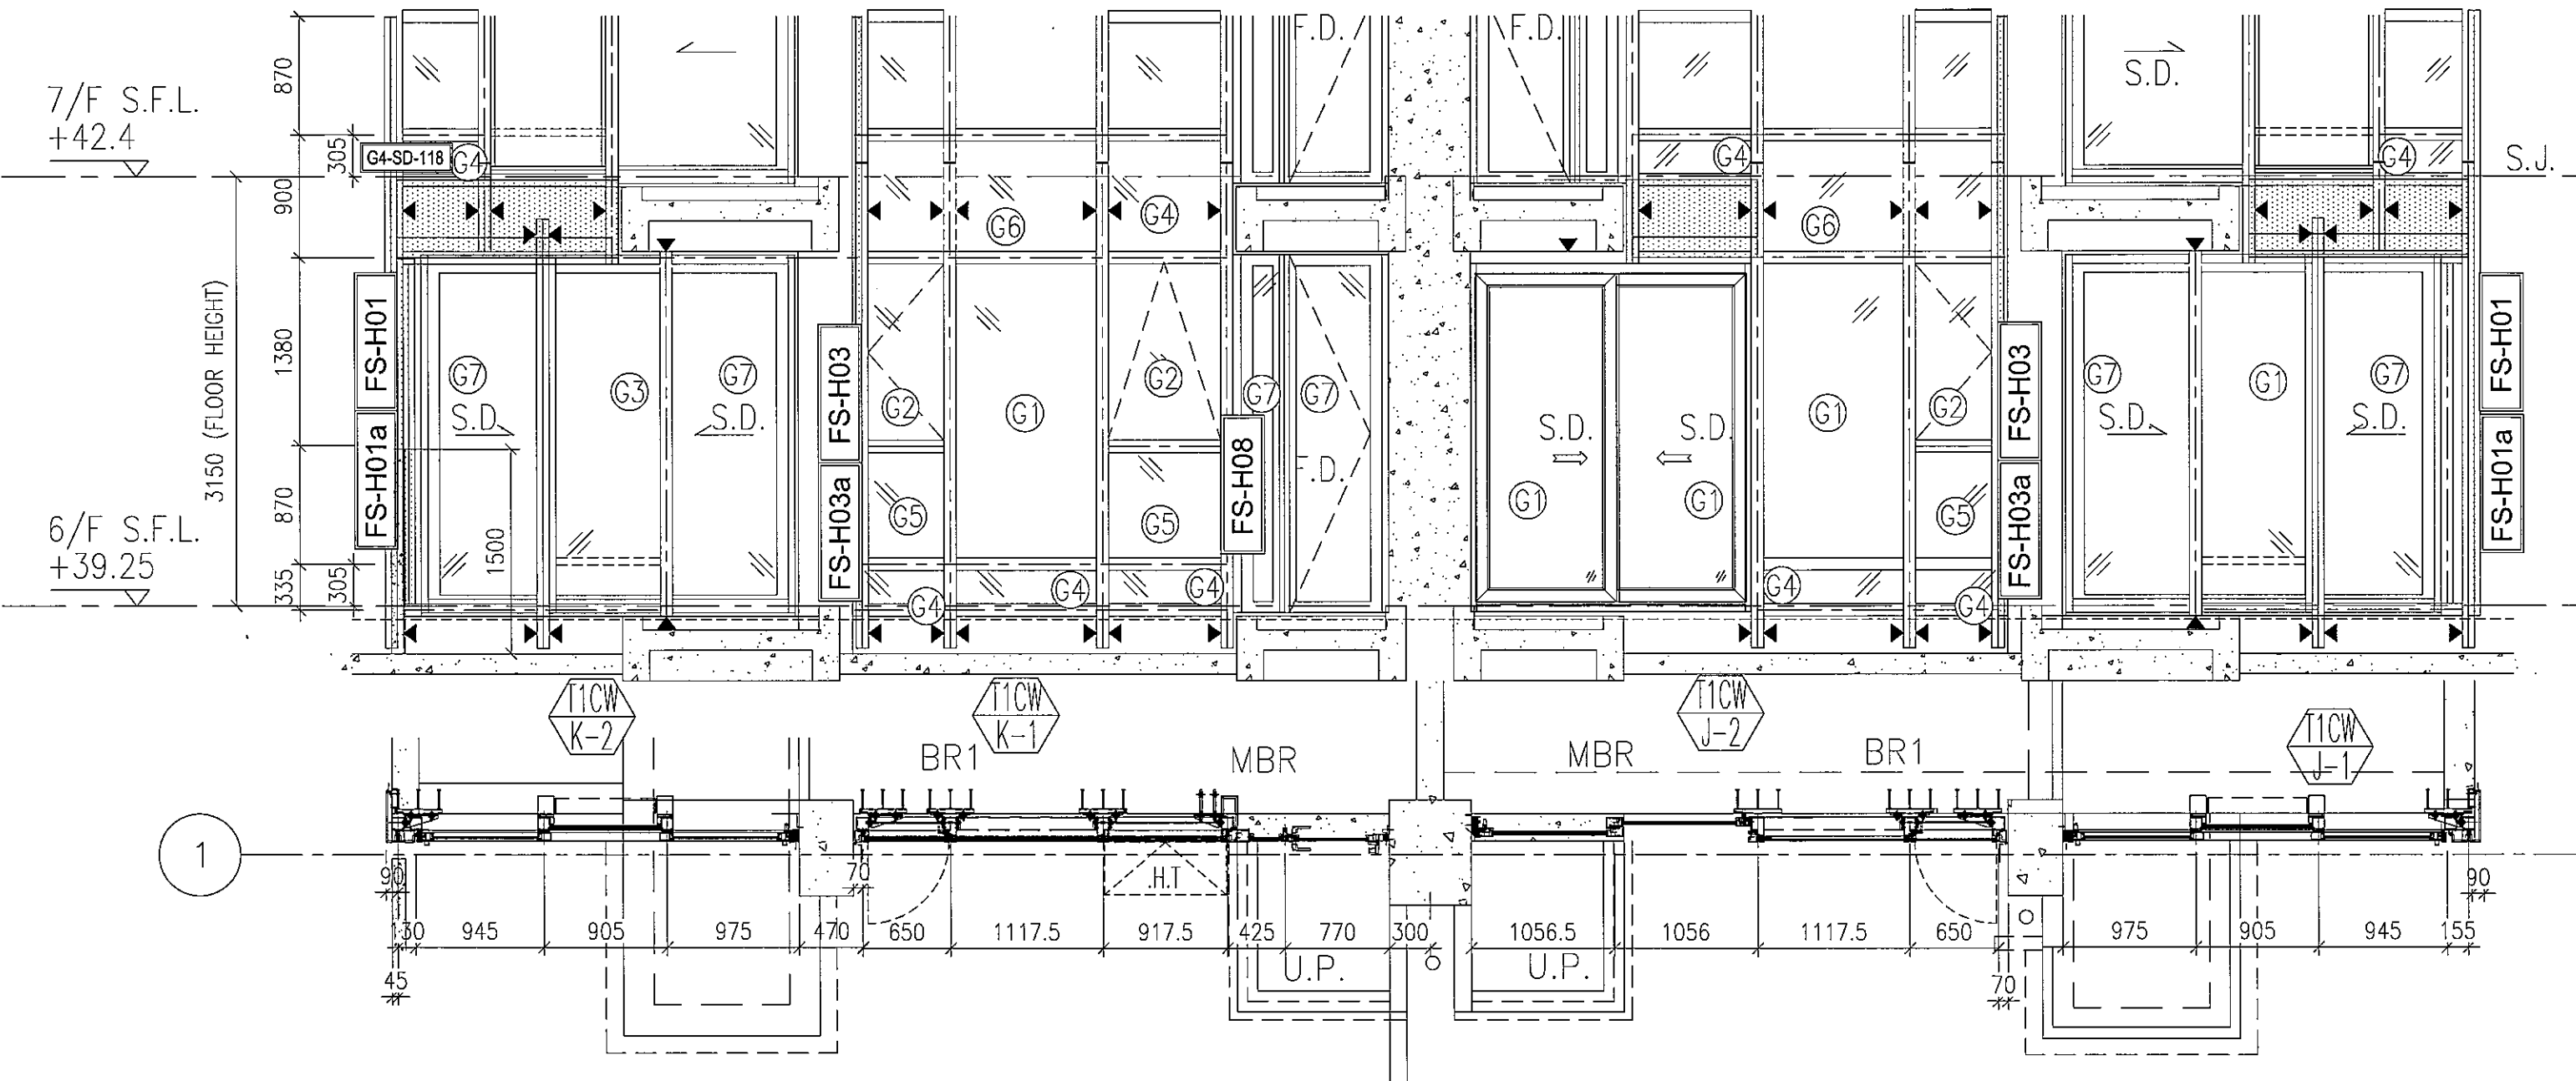 F.D.
F.D.
S.D.
7/F S.F.L.
+42.4
870
305
G4-SD-118
G4
G4
G4
S.J.
900
G6
G4
G6
3150 (FLOOR HEIGHT)
1380
FS-H01
FS-H01a
G7
S.D.
G3
G7
S.D.
FS-H03
FS-H03a
G2
G1
G2
G7
G7
F.D.
FS-H08
S.D.
S.D.
G1
G1
G1
G2
FS-H03
FS-H03a
G7
S.D.
G1
G7
S.D.
FS-H01
FS-H01a
870
1500
G5
G5
G5
6/F S.F.L.
+39.25
335
305
G4
G4
G4
G4
G4
T1CW
K-2
T1CW
K-1
T1CW
J-2
T1CW
J-1
BR1
MBR
MBR
BR1
1
90
70
H.T
90
130
945
905
975
470
650
1117.5
917.5
425
770
300
1056.5
1056
1117.5
650
975
905
945
155
45
U.P.
U.P.
70